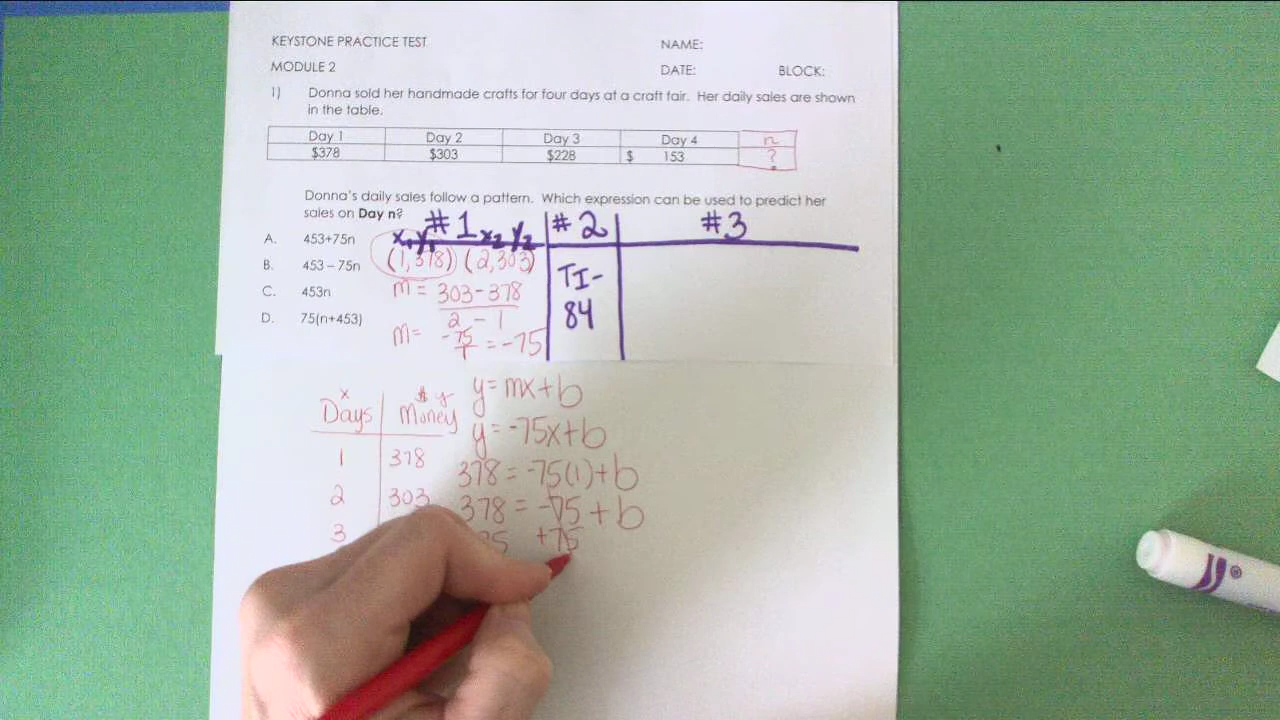 KEYSTONE PRACTICE TEST
NAME:
MODULE 2
DATE: BLOCK:
1) Donna sold her handmade crafts for four days at a craft fair. Her daily sales are shown
in the table.
Day 1 Day 2 Day 3 Day 4 n
$378 $303 $228 $ 153 ?
Donna's daily sales follow a pattern. Which expression can be used to predict her
sales on Day n?
#1 #2 #3
A. 453+75n
x₁ y₁ x₂ y₂
B. 453 – 75n
(1,378) (2,303)
C. 453n
m = 303-378
2 - 1
D. 75(n+453)
m= -75
1 = -75
TI-
84
x $ y
Days Money
1 378
2 303
3
y=mx+b
y=-75x+b
378=-75(1)+b
378=-75+b
+75